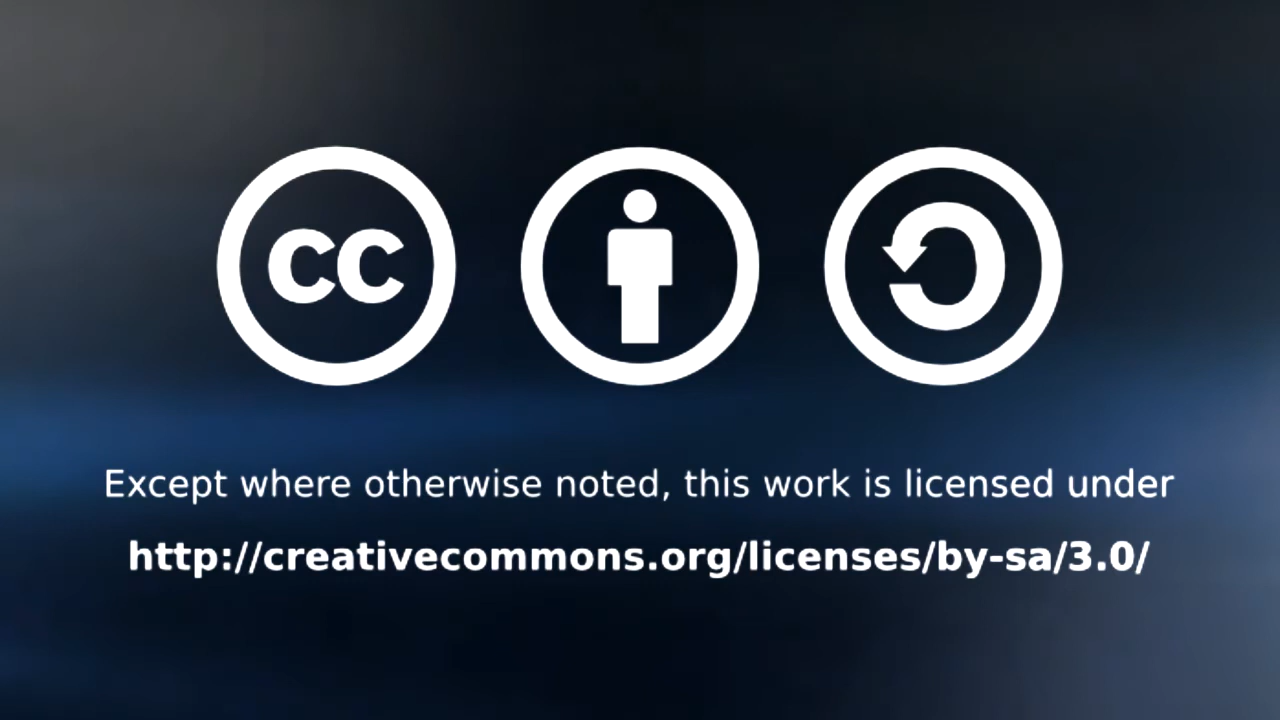 cc
Except where otherwise noted, this work is licensed under
http://creativecommons.org/licenses/by-sa/3.0/